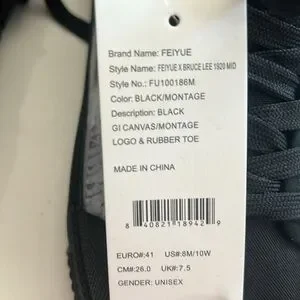 Brand Name: FEIYUE
Style Name: FEIYUE X BRUCE LEE 1920 MID
Style No.: FU100186M
Color: BLACK/MONTAGE
Description: BLACK
GI CANVAS/MONTAGE
LOGO & RUBBER TOE
MADE IN CHINA
8 40821 18942 9
EURO#:41 US#:8M/10W
CM#:26.0 UK#:7.5
GENDER: UNISEX